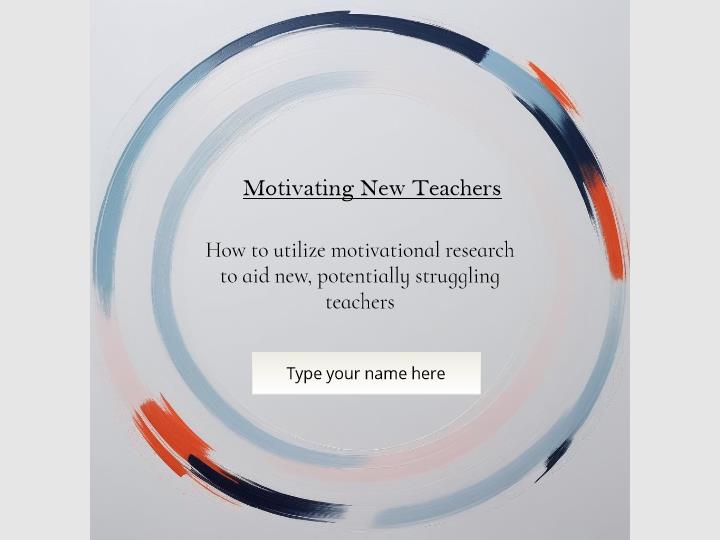 Motivating New Teachers
How to utilize motivational research
to aid new, potentially struggling
teachers
Type your name here